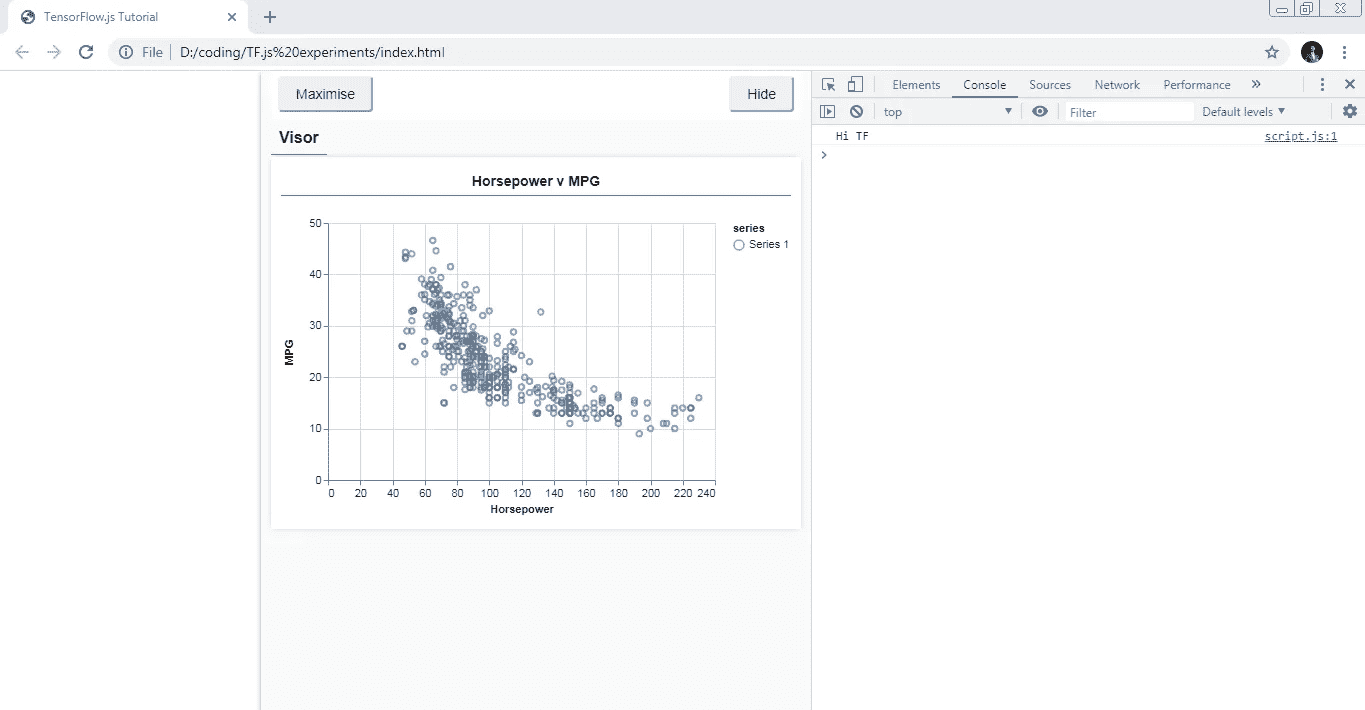 TensorFlow.js Tutorial
File D:/coding/TF.js%20experiments/index.html
Maximise
Hide
Visor
Horsepower v MPG
50
40
30
20
10
0
MPG
0 20 40 60 80 100 120 140 160 180 200 220 240
Horsepower
series
Series 1
Elements Console Sources Network Performance »
top Filter Default levels
Hi TF script.js:1